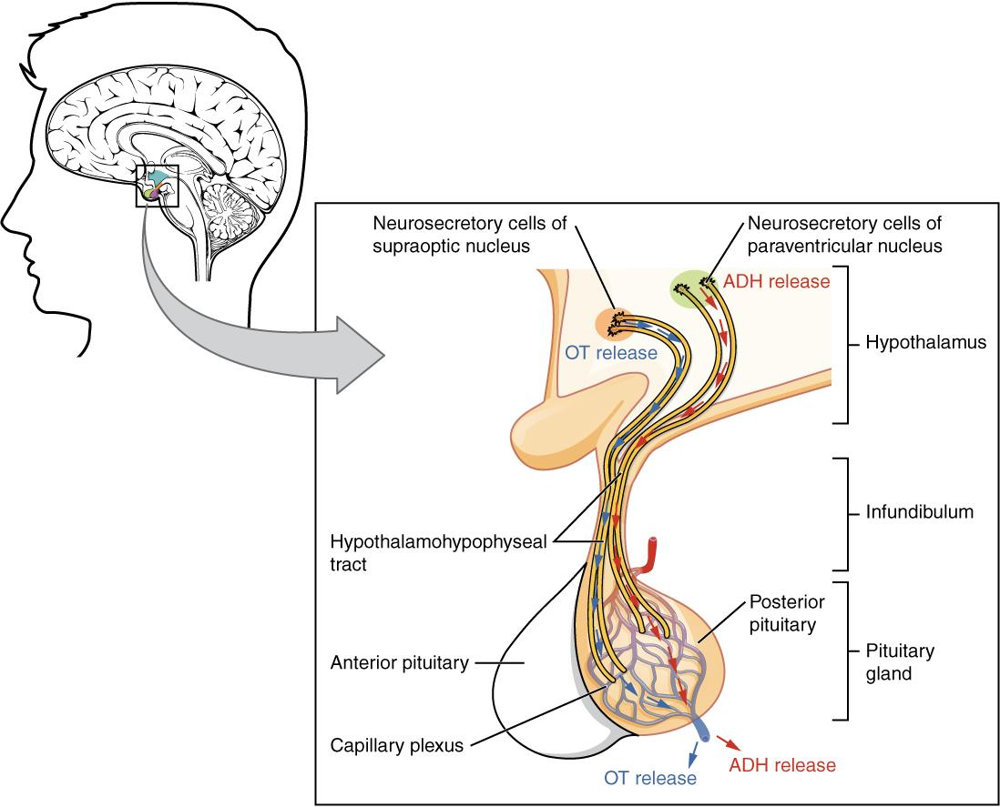 Neurosecretory cells of
supraoptic nucleus
Neurosecretory cells of
paraventricular nucleus
ADH release
OT release
Hypothalamus
Infundibulum
Hypothalamohypophyseal
tract
Posterior
pituitary
Anterior pituitary
Pituitary
gland
Capillary plexus
ADH release
OT release